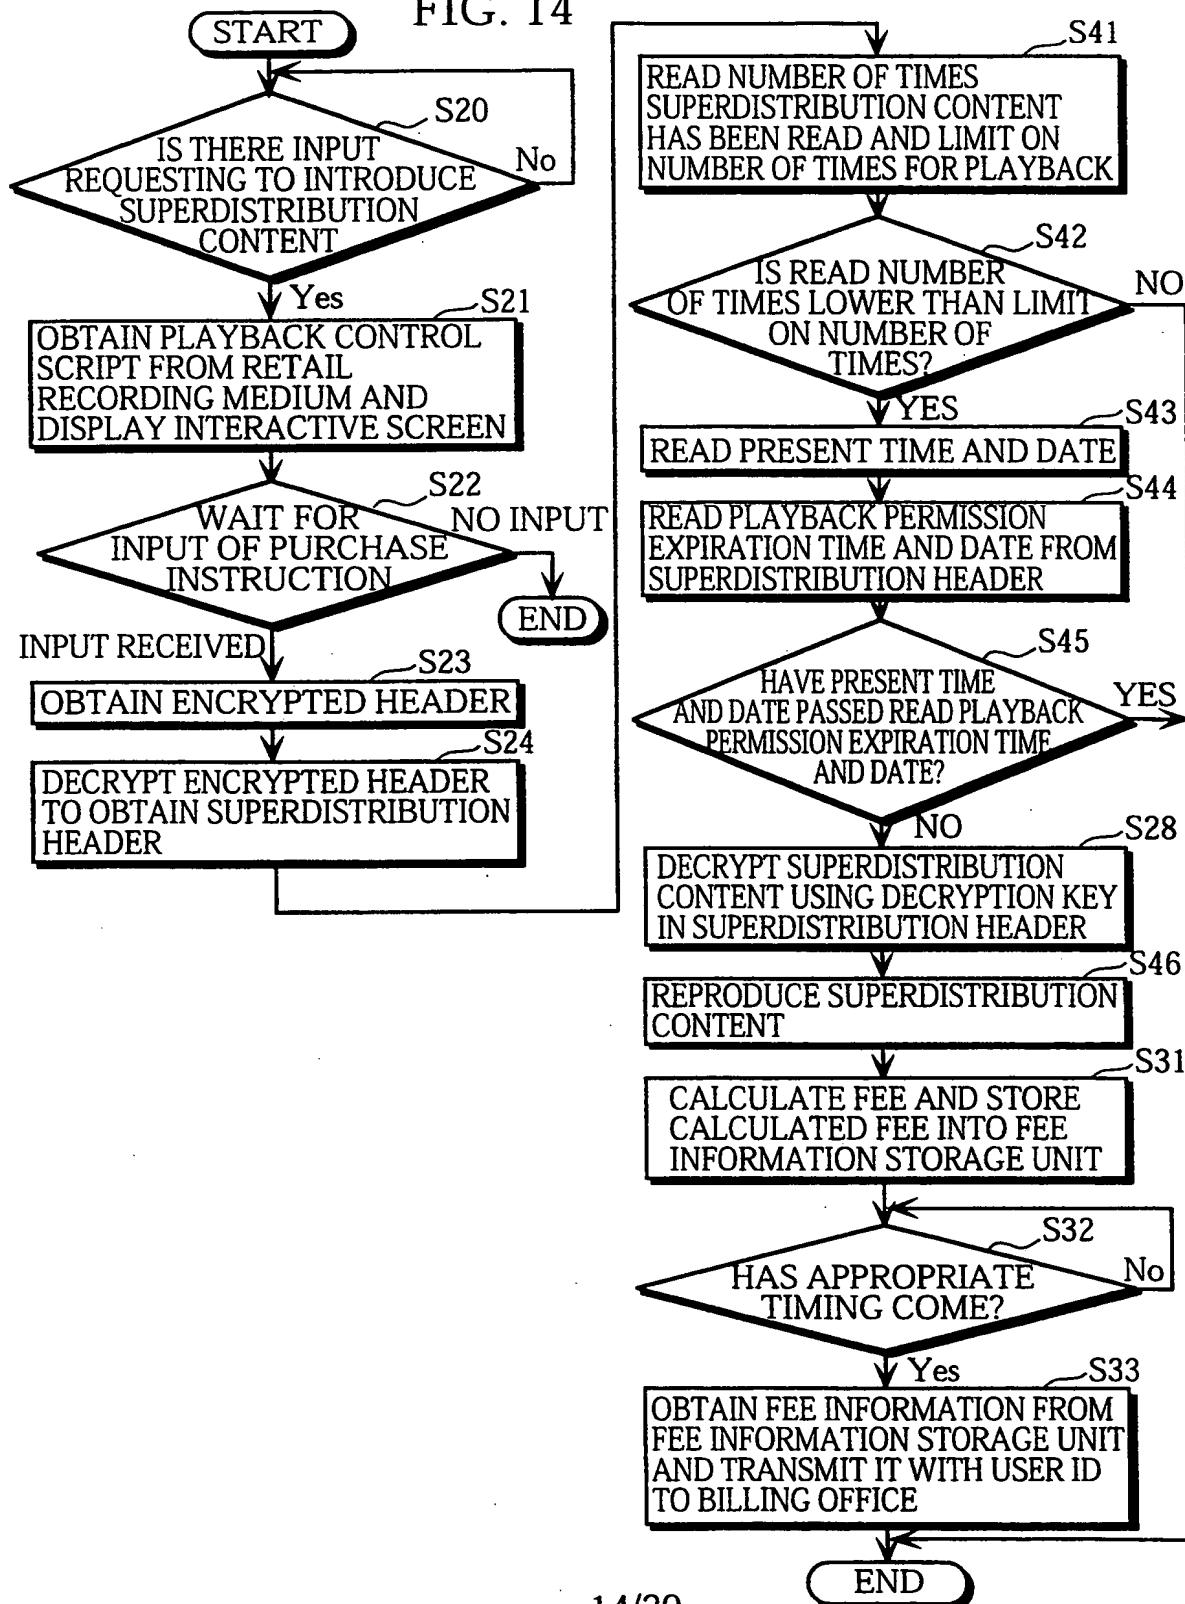 FIG. 14
START
S20
IS THERE INPUT
REQUESTING TO INTRODUCE
SUPERDISTRIBUTION
CONTENT
No
Yes
S21
OBTAIN PLAYBACK CONTROL
SCRIPT FROM RETAIL
RECORDING MEDIUM AND
DISPLAY INTERACTIVE SCREEN
S22
WAIT FOR
INPUT OF PURCHASE
INSTRUCTION
NO INPUT
END
INPUT RECEIVED
S23
OBTAIN ENCRYPTED HEADER
S24
DECRYPT ENCRYPTED HEADER
TO OBTAIN SUPERDISTRIBUTION
HEADER
S41
READ NUMBER OF TIMES
SUPERDISTRIBUTION CONTENT
HAS BEEN READ AND LIMIT ON
NUMBER OF TIMES FOR PLAYBACK
S42
IS READ NUMBER
OF TIMES LOWER THAN LIMIT
ON NUMBER OF
TIMES?
NO
YES
S43
READ PRESENT TIME AND DATE
S44
READ PLAYBACK PERMISSION
EXPIRATION TIME AND DATE FROM
SUPERDISTRIBUTION HEADER
S45
HAVE PRESENT TIME
AND DATE PASSED READ PLAYBACK
PERMISSION EXPIRATION TIME
AND DATE?
YES
NO
S28
DECRYPT SUPERDISTRIBUTION
CONTENT USING DECRYPTION KEY
IN SUPERDISTRIBUTION HEADER
S46
REPRODUCE SUPERDISTRIBUTION
CONTENT
S31
CALCULATE FEE AND STORE
CALCULATED FEE INTO FEE
INFORMATION STORAGE UNIT
S32
HAS APPROPRIATE
TIMING COME?
No
Yes
S33
OBTAIN FEE INFORMATION FROM
FEE INFORMATION STORAGE UNIT
AND TRANSMIT IT WITH USER ID
TO BILLING OFFICE
END